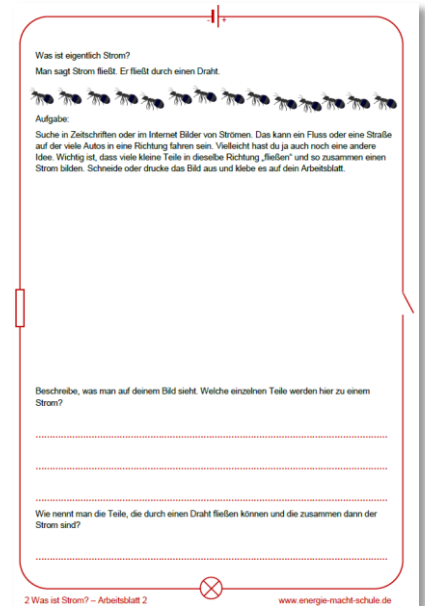 - +
Was ist eigentlich Strom?
Man sagt Strom fließt. Er fließt durch einen Draht.
Aufgabe:
Suche in Zeitschriften oder im Internet Bilder von Strömen. Das kann ein Fluss oder eine Straße
auf der viele Autos in eine Richtung fahren sein. Vielleicht hast du ja auch noch eine andere
Idee. Wichtig ist, dass viele kleine Teile in dieselbe Richtung „fließen" und so zusammen einen
Strom bilden. Schneide oder drucke das Bild aus und klebe es auf dein Arbeitsblatt.
Beschreibe, was man auf deinem Bild sieht. Welche einzelnen Teile werden hier zu einem
Strom?
Wie nennt man die Teile, die durch einen Draht fließen können und die zusammen dann der
Strom sind?
2 Was ist Strom? – Arbeitsblatt 2
www.energie-macht-schule.de